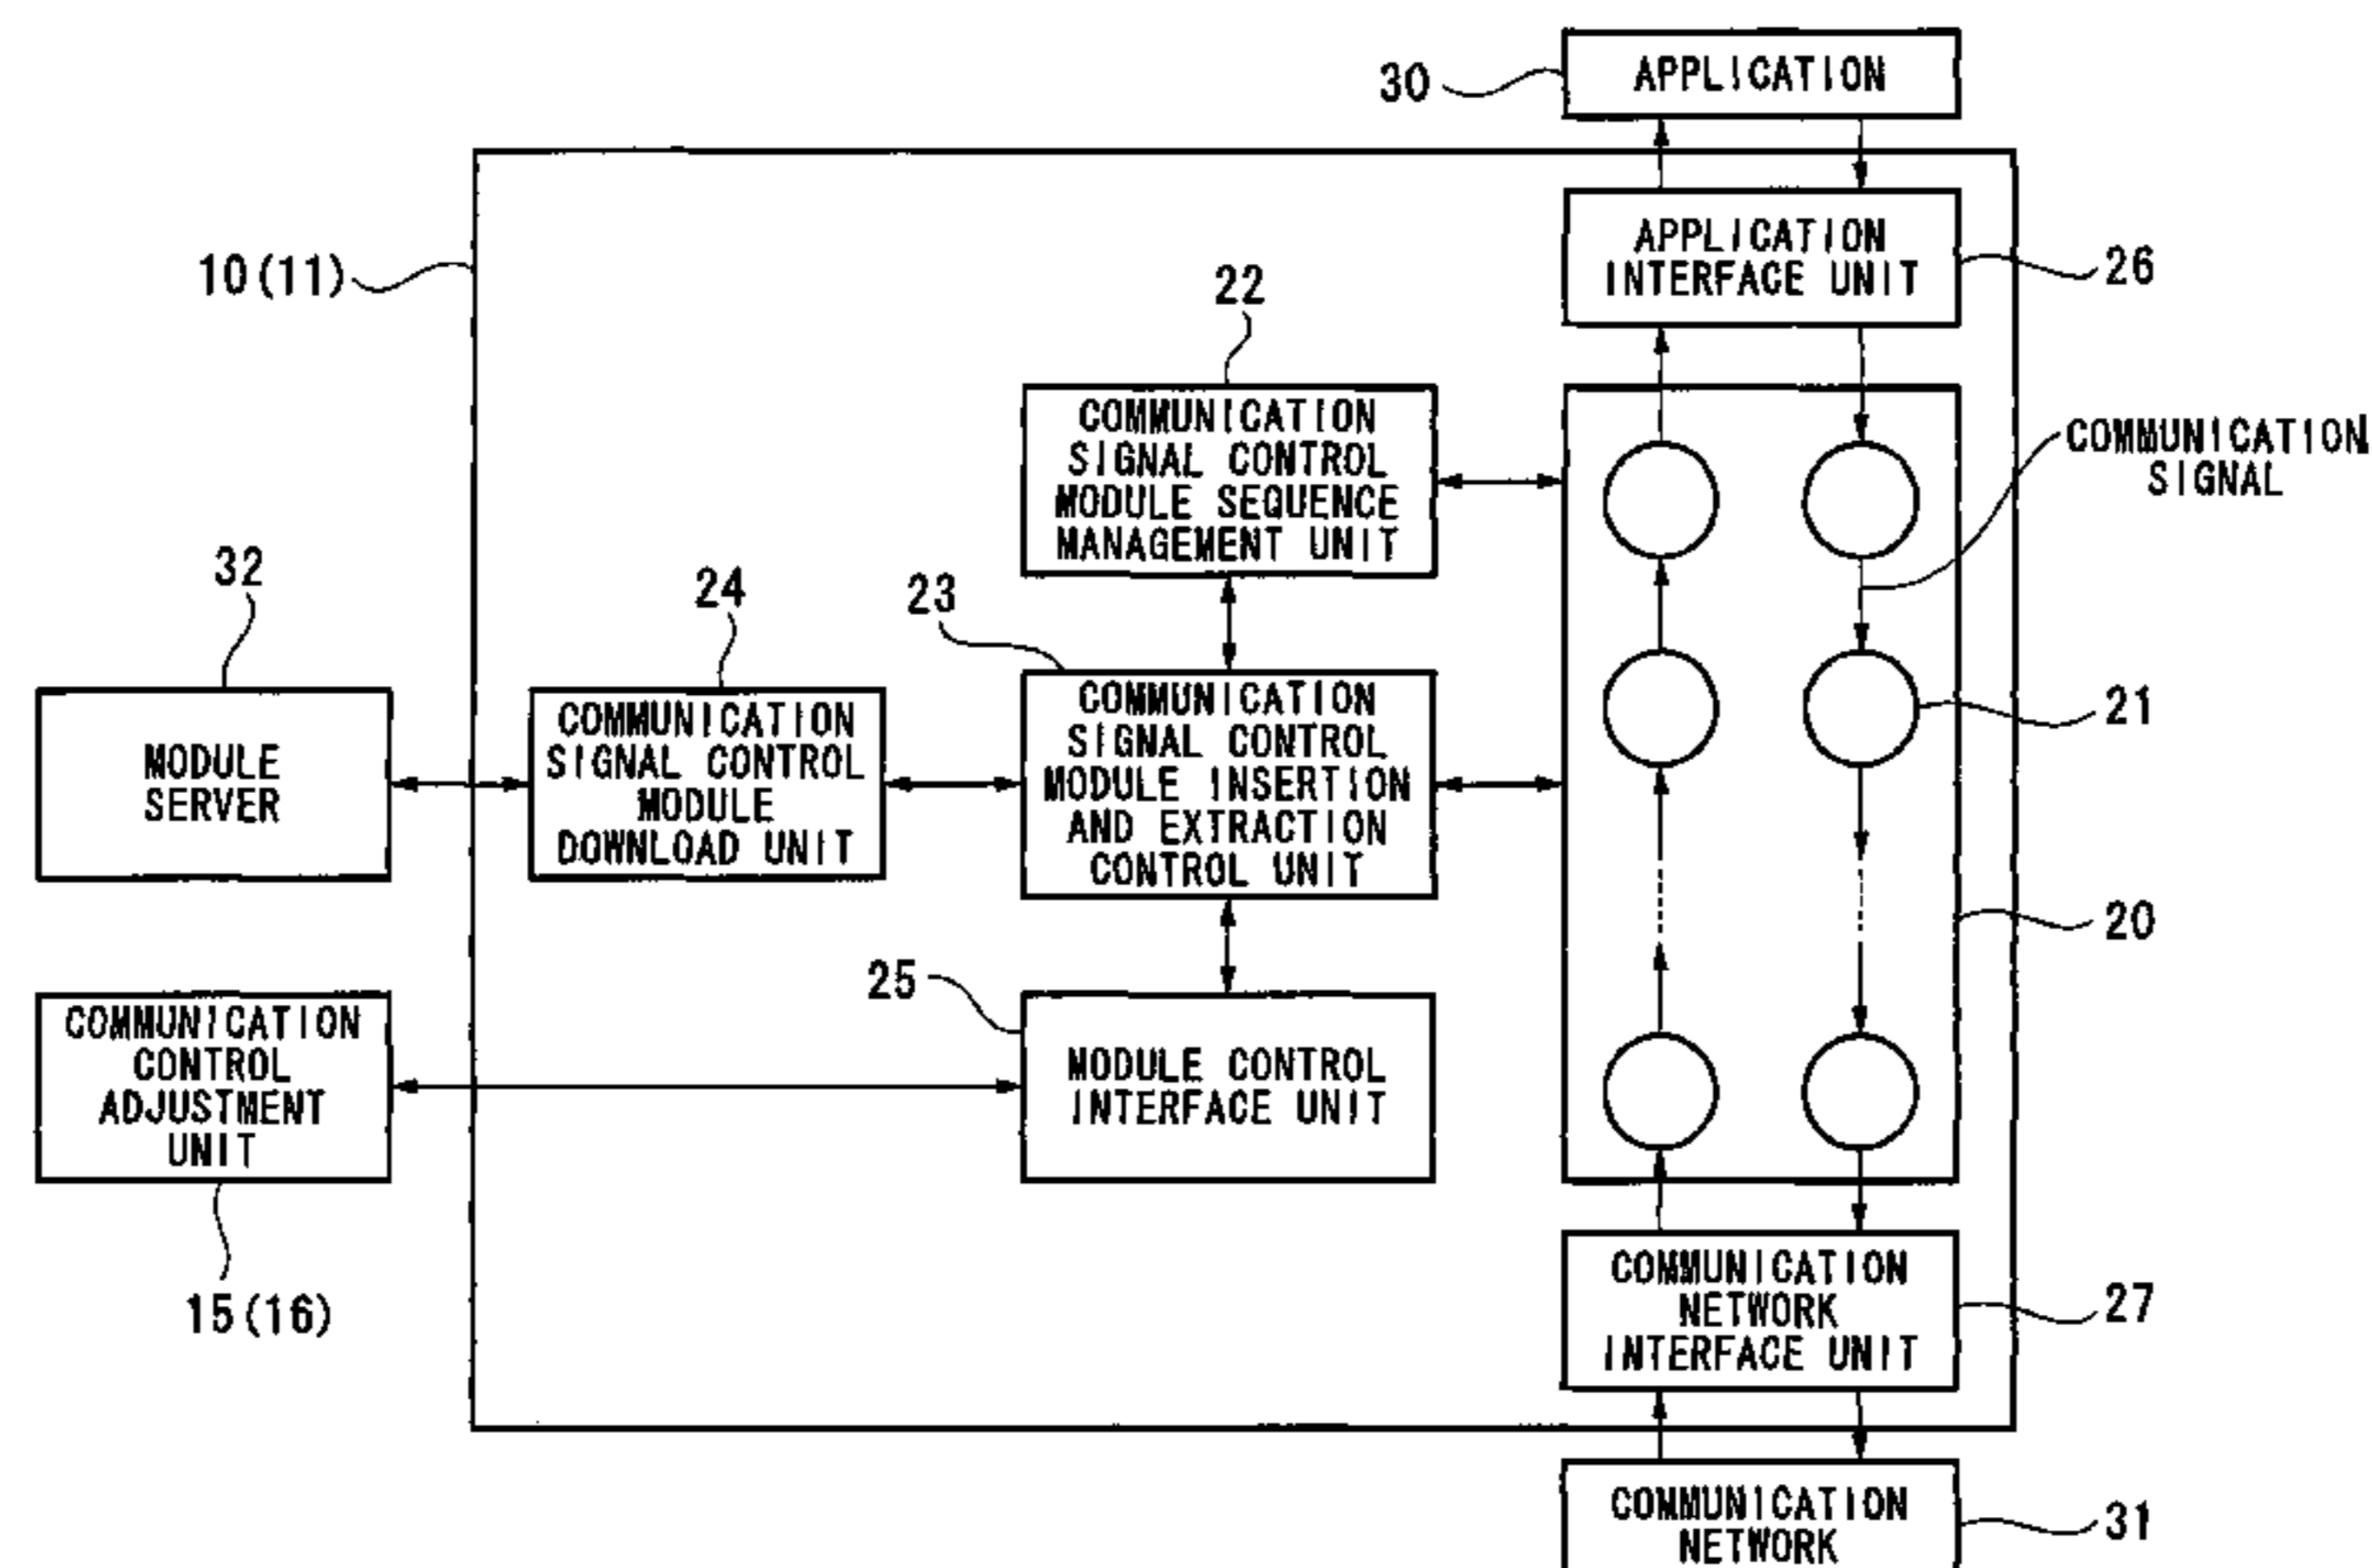 30
APPLICATION
10(11)
APPLICATION
INTERFACE UNIT
26
22
COMMUNICATION
SIGNAL CONTROL
MODULE SEQUENCE
MANAGEMENT UNIT
COMMUNICATION
SIGNAL
32
24
23
MODULE
SERVER
COMMUNICATION
SIGNAL CONTROL
MODULE
DOWNLOAD UNIT
COMMUNICATION
SIGNAL CONTROL
MODULE INSERTION
AND EXTRACTION
CONTROL UNIT
21
20
25
COMMUNICATION
CONTROL
ADJUSTMENT
UNIT
MODULE CONTROL
INTERFACE UNIT
15(16)
COMMUNICATION
NETWORK
INTERFACE UNIT
27
COMMUNICATION
NETWORK
31